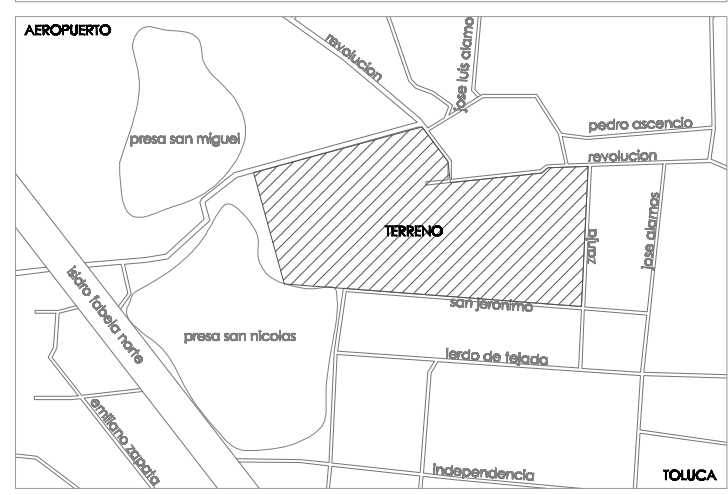 AEROPUERTO
revolucion
jose luis alamo
presa san miguel
pedro ascencio
revolucion
TERRENO
zanja
jose alamos
isidro fabela norte
san jeronimo
presa san nicolas
lerdo de tejada
emiliano zapata
independencia
TOLUCA